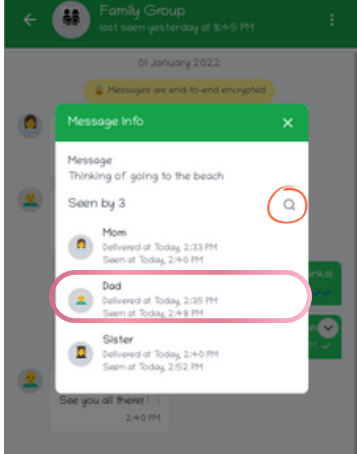 Family Group
last seen yesterday at 8:45 PM
01 January 2022
Messages are end-to-end encrypted
Message Info
Message
Thinking of going to the beach
Seen by 3
Mom
Delivered at Today, 2:33 PM
Seen at Today, 2:40 PM
Dad
Delivered at Today, 2:35 PM
Seen at Today, 2:48 PM
Sister
Delivered at Today, 2:40 PM
Seen at Today, 2:52 PM
See you all there!
2:40 PM